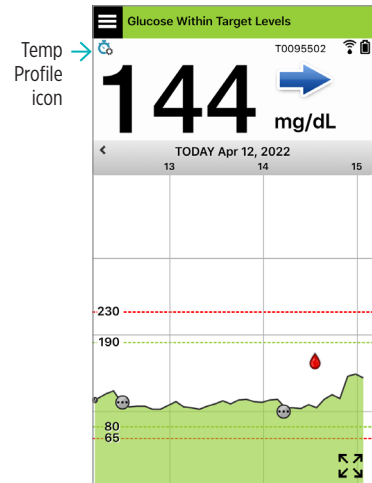 Glucose Within Target Levels
Temp
Profile
icon
T0095502
144
mg/dL
TODAY Apr 12, 2022
13 14 15
230
190
80
65